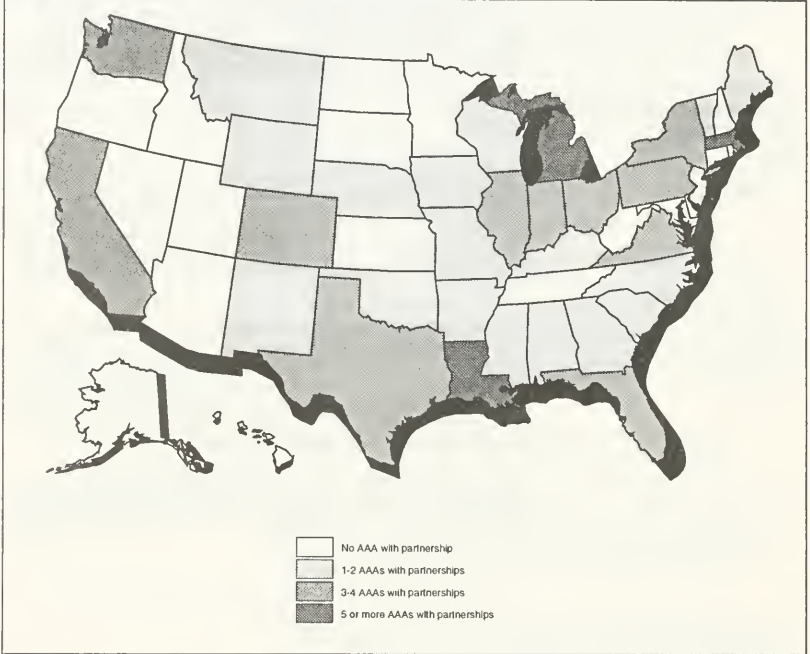 No AAA with partnership
1-2 AAAs with partnerships
3-4 AAAs with partnerships
5 or more AAAs with partnerships